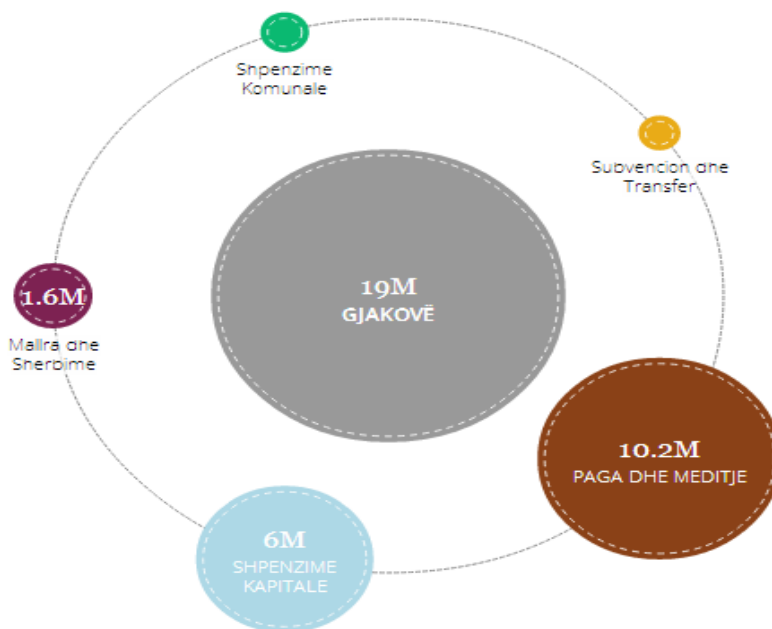 Shpenzime
Komunale
Subvencion dhe
Transfer
19M
GJAKOVË
1.6M
Mallra dhe
Sherbime
10.2M
PAGA DHE MEDITJE
6M
SHPENZIME
KAPITALE